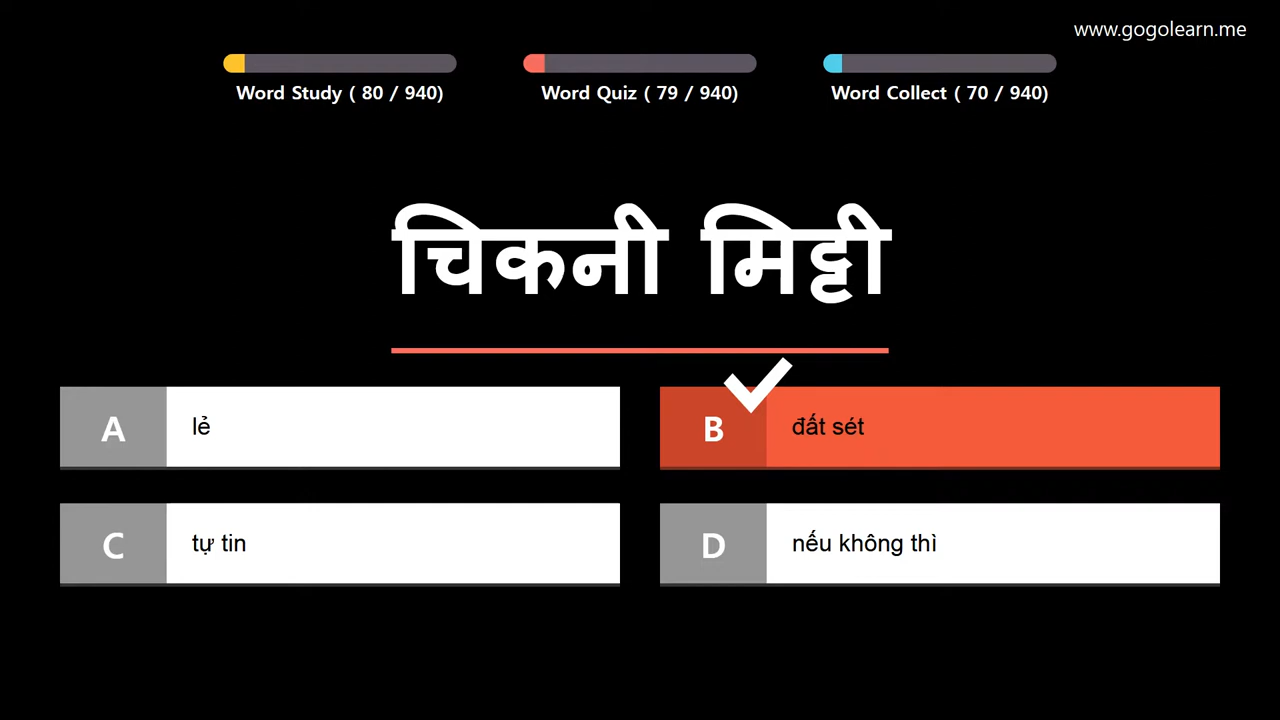 www.gogolearn.me
Word Study ( 80 / 940)
Word Quiz ( 79 / 940)
Word Collect ( 70 / 940)
चिकनी मिट्टी
A lẻ
B đất sét
C tự tin
D nếu không thì